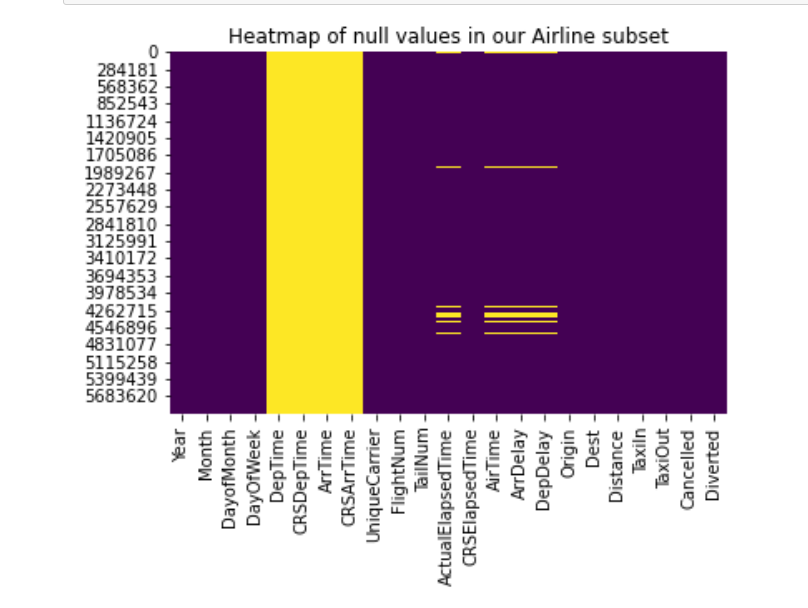 Heatmap of null values in our Airline subset
0
284181
568362
852543
1136724
1420905
1705086
1989267
2273448
2557629
2841810
3125991
3410172
3694353
3978534
4262715
4546896
4831077
5115258
5399439
5683620
Year
Month
DayofMonth
DayOfWeek
DepTime
CRSDepTime
ArrTime
CRSArrTime
UniqueCarrier
FlightNum
TailNum
ActualElapsedTime
CRSElapsedTime
AirTime
ArrDelay
DepDelay
Origin
Dest
Distance
TaxiIn
TaxiOut
Cancelled
Diverted